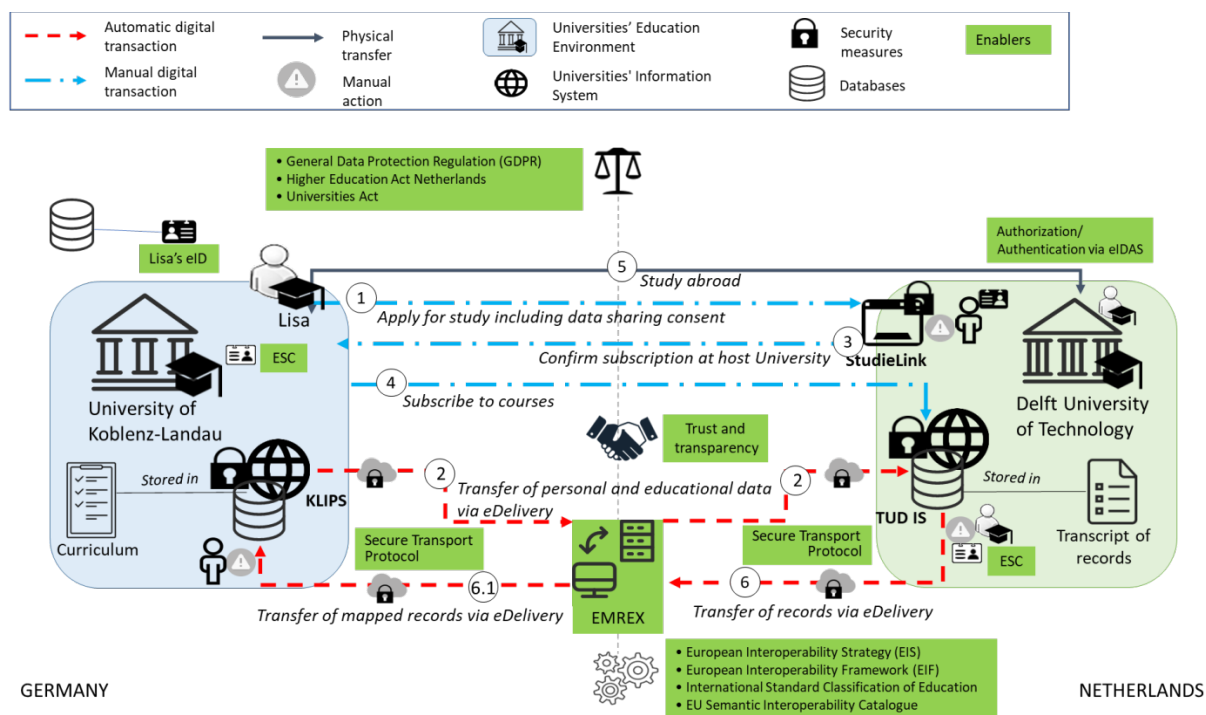 Automatic digital
transaction
Manual digital
transaction
Physical
transfer
Manual
action
Universities' Education
Environment
Universities' Information
System
Security
measures
Databases
Enablers
• General Data Protection Regulation (GDPR)
• Higher Education Act Netherlands
• Universities Act
Lisa's eID
Authorization/
Authentication via eIDAS
5
Study abroad
Lisa
1
Apply for study including data sharing consent
3
Confirm subscription at host University
StudieLink
ESC
4
Subscribe to courses
University of
Koblenz-Landau
Delft University
of Technology
Trust and
transparency
Stored in
KLIPS
Curriculum
2
Transfer of personal and educational data
via eDelivery
2
Stored in
TUD IS
Transcript of
records
ESC
Secure Transport
Protocol
Secure Transport
Protocol
6.1
Transfer of mapped records via eDelivery
EMREX
6
Transfer of records via eDelivery
• European Interoperability Strategy (EIS)
• European Interoperability Framework (EIF)
• International Standard Classification of Education
• EU Semantic Interoperability Catalogue
GERMANY
NETHERLANDS